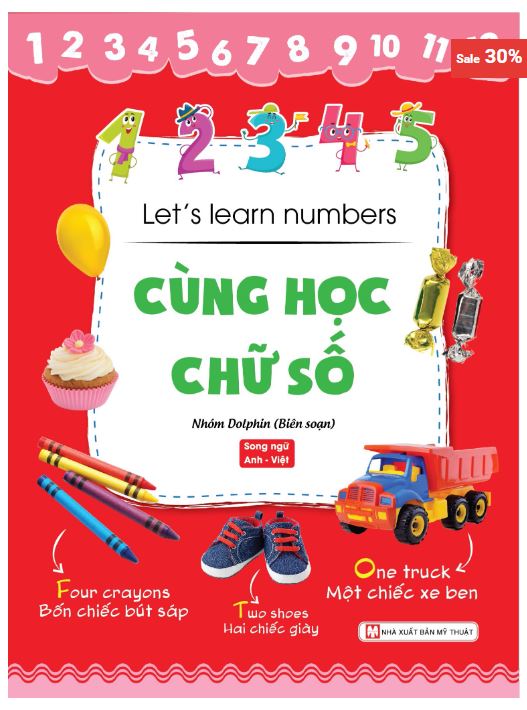 1 2 3 4 5 6 7 8 9 10 11
Sale 30%
1 2 3 4 5
Let's learn numbers
CÙNG HỌC
CHỮ SỐ
Nhóm Dolphin (Biên soạn)
Song ngữ
Anh - Việt
Four crayons
Bốn chiếc bút sáp
Two shoes
Hai chiếc giày
One truck
Một chiếc xe ben
M NHÀ XUẤT BẢN MỸ THUẬT